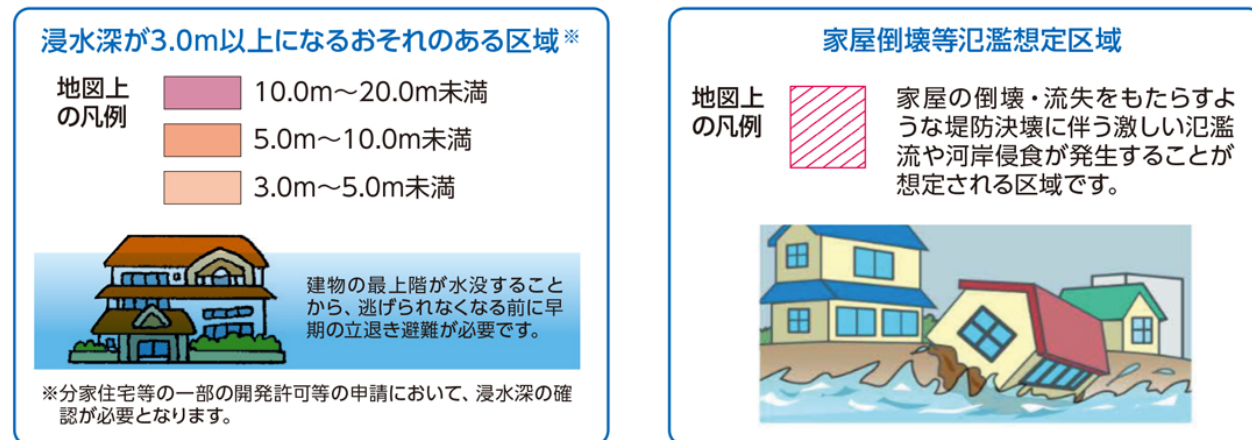 浸水深が3.0m以上になるおそれのある区域※
地図上
の凡例
10.0m～20.0m未満
5.0m～10.0m未満
3.0m～5.0m未満
建物の最上階が水没すること
から、逃げられなくなる前に早
期の立退き避難が必要です。
※分家住宅等の一部の開発許可等の申請において、浸水深の確
認が必要となります。
家屋倒壊等氾濫想定区域
地図上
の凡例
家屋の倒壊・流失をもたらすよ
うな堤防決壊に伴う激しい氾濫
流や河岸侵食が発生することが
想定される区域です。